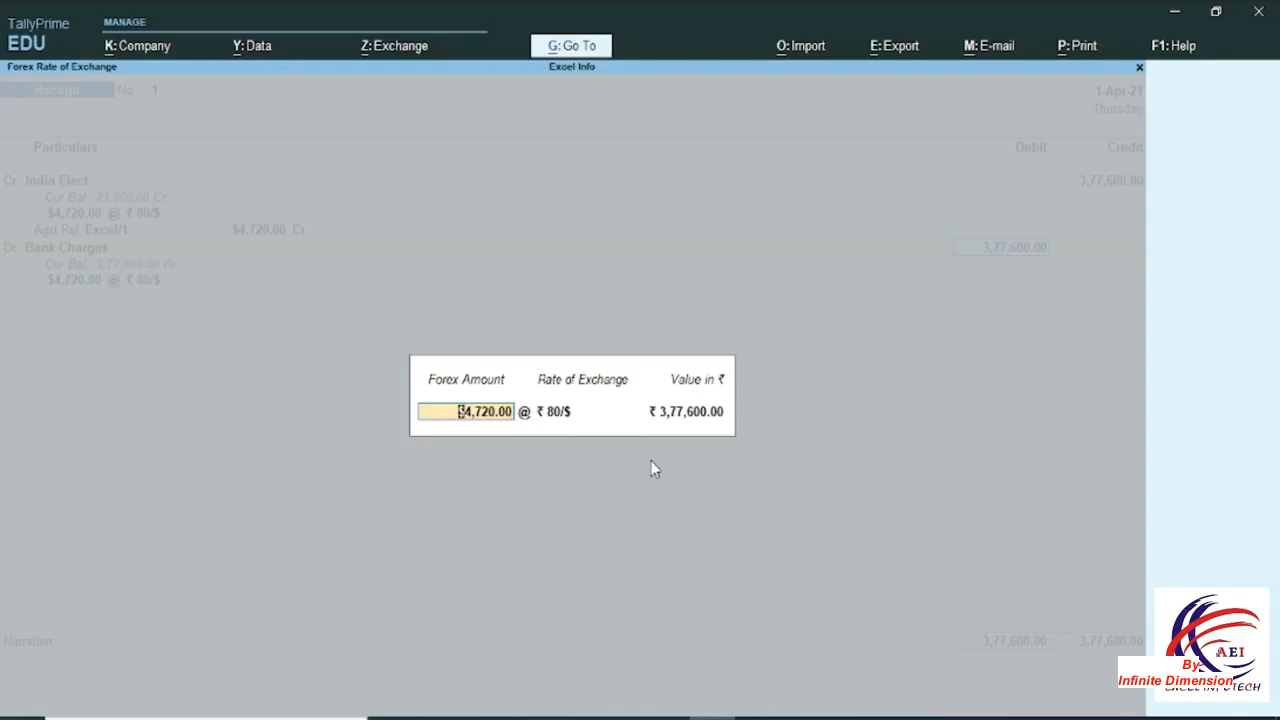 TallyPrime
EDU
MANAGE
K: Company
Y: Data
Z: Exchange
G: Go To
O: Import
E: Export
M: E-mail
P: Print
F1: Help
Forex Rate of Exchange
Excel Info
x
Receipt No. 1
1-Apr-21
Thursday
Particulars
Debit
Credit
Cr India Elect
3,77,600.00
Cur Bal: 23,600.00 Cr
$4,720.00 @ ₹ 80/$
Agst Ref Excel/1 $4,720.00 Cr
Dr Bank Charges
3,77,600.00
Cur Bal: 3,77,600.00 Dr
$4,720.00 @ ₹ 80/$
Forex Amount
Rate of Exchange
Value in ₹
$4,720.00 @ ₹ 80/$
₹ 3,77,600.00
Narration:
3,77,600.00
3,77,600.00
AEI
By-
Infinite Dimension
INFOTECH